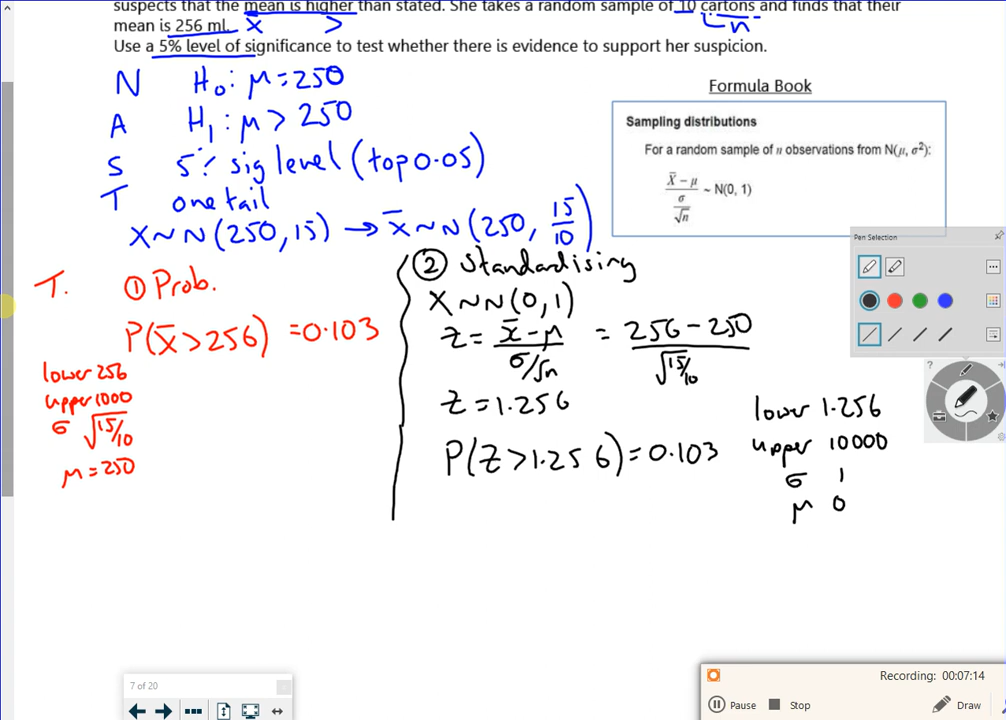 suspects that the mean is higher than stated. She takes a random sample of 10 cartons and finds that their
mean is 256 ml. x̄ > n
Use a 5% level of significance to test whether there is evidence to support her suspicion.
N H₀: μ = 250
A H₁: μ > 250
S 5% sig level (top 0.05)
T one tail
X ~ N(250, 15) → X̄ ~ N(250, 15/10)
Formula Book
Sampling distributions
For a random sample of n observations from N(μ, σ²):
(X̄ − μ)/(σ/√n) ~ N(0, 1)
T. ① Prob.
P(x̄ > 256) = 0.103
lower 256
upper 1000
σ √(15/10)
μ = 250
② Standardising
X ~ N(0, 1)
z = (x̄ − μ)/(σ/√n) = (256 − 250)/√(15/10)
z = 1.256
P(Z > 1.256) = 0.103
lower 1.256
upper 10000
σ 1
μ 0
Pen Selection
?
7 of 20
Recording: 00:07:14
Pause Stop Draw